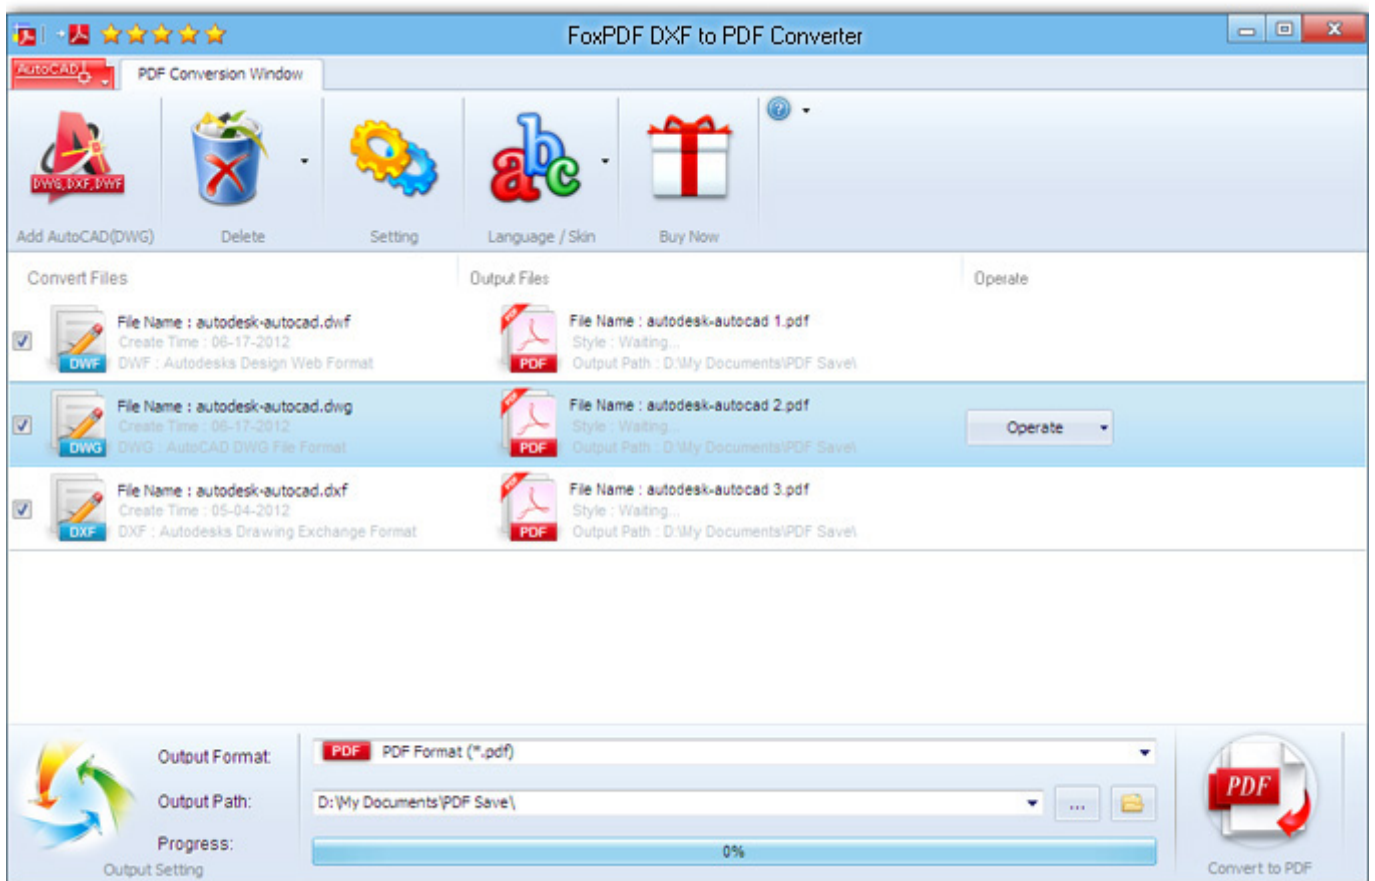 FoxPDF DXF to PDF Converter
AutoCAD
PDF Conversion Window
DWG, DXF, DWF
abc
Add AutoCAD(DWG)
Delete
Setting
Language / Skin
Buy Now
Convert Files
Output Files
Operate
File Name : autodesk-autocad.dwf
Create Time : 06-17-2012
DWF : Autodesks Design Web Format
DWF
PDF
PDF
File Name : autodesk-autocad 1.pdf
Style : Waiting...
Output Path : D:\My Documents\PDF Save\
File Name : autodesk-autocad.dwg
Create Time : 06-17-2012
DWG : AutoCAD DWG File Format
DWG
PDF
PDF
File Name : autodesk-autocad 2.pdf
Style : Waiting...
Output Path : D:\My Documents\PDF Save\
Operate
File Name : autodesk-autocad.dxf
Create Time : 05-04-2012
DXF : Autodesks Drawing Exchange Format
DXF
PDF
PDF
File Name : autodesk-autocad 3.pdf
Style : Waiting...
Output Path : D:\My Documents\PDF Save\
Output Format:
PDF PDF Format (*.pdf)
Output Path:
D:\My Documents\PDF Save\
...
Progress:
0%
Output Setting
PDF
Convert to PDF